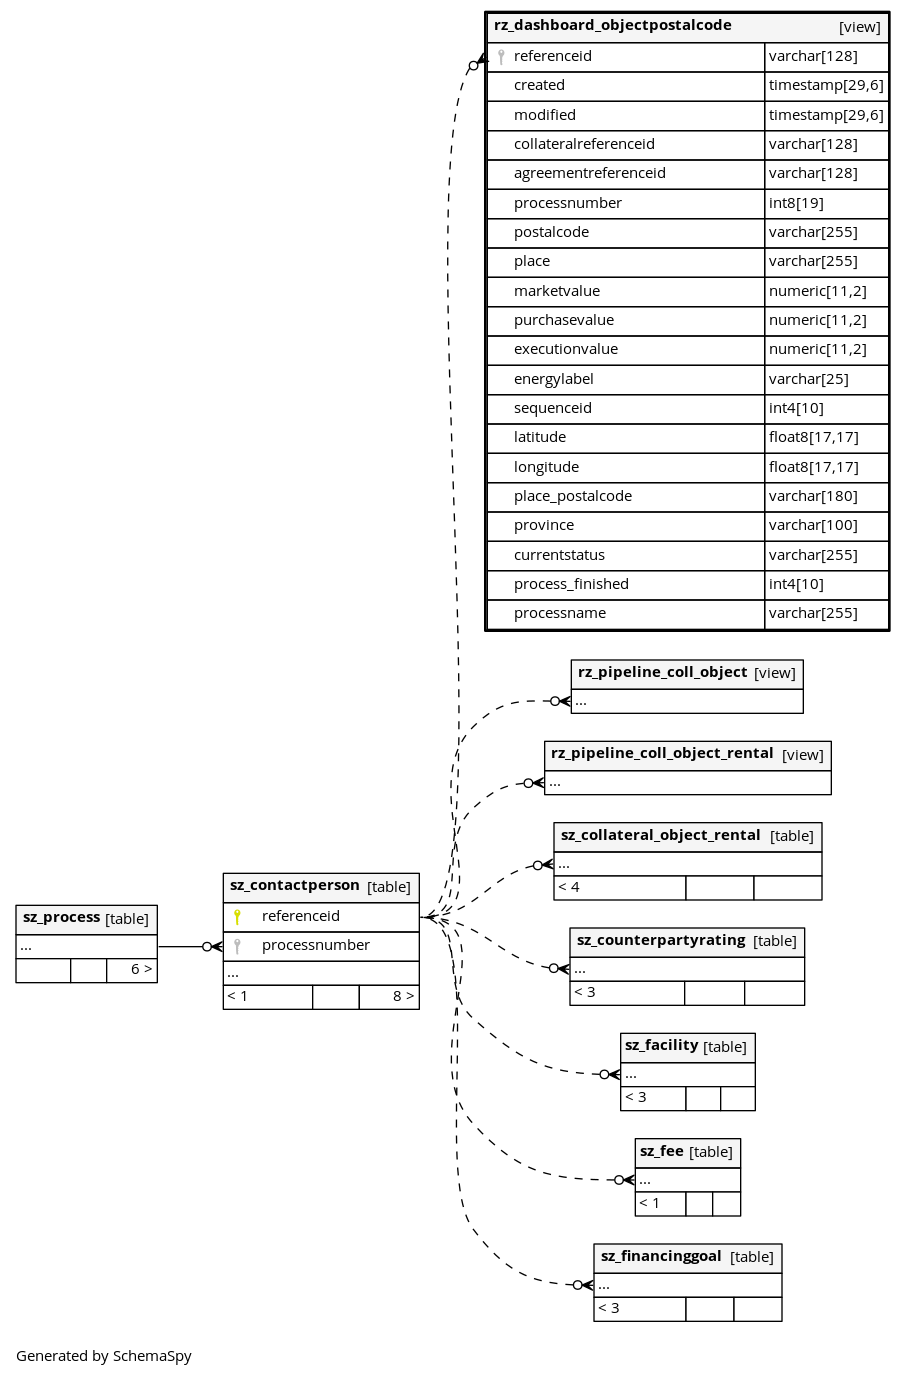 rz_dashboard_objectpostalcode [view]
referenceid varchar[128]
created timestamp[29,6]
modified timestamp[29,6]
collateralreferenceid varchar[128]
agreementreferenceid varchar[128]
processnumber int8[19]
postalcode varchar[255]
place varchar[255]
marketvalue numeric[11,2]
purchasevalue numeric[11,2]
executionvalue numeric[11,2]
energylabel varchar[25]
sequenceid int4[10]
latitude float8[17,17]
longitude float8[17,17]
place_postalcode varchar[180]
province varchar[100]
currentstatus varchar[255]
process_finished int4[10]
processname varchar[255]
rz_pipeline_coll_object [view]
...
rz_pipeline_coll_object_rental [view]
...
sz_collateral_object_rental [table]
...
< 4
sz_process [table]
...
6 >
sz_contactperson [table]
referenceid
processnumber
...
< 1 8 >
sz_counterpartyrating [table]
...
< 3
sz_facility [table]
...
< 3
sz_fee [table]
...
< 1
sz_financinggoal [table]
...
< 3
Generated by SchemaSpy